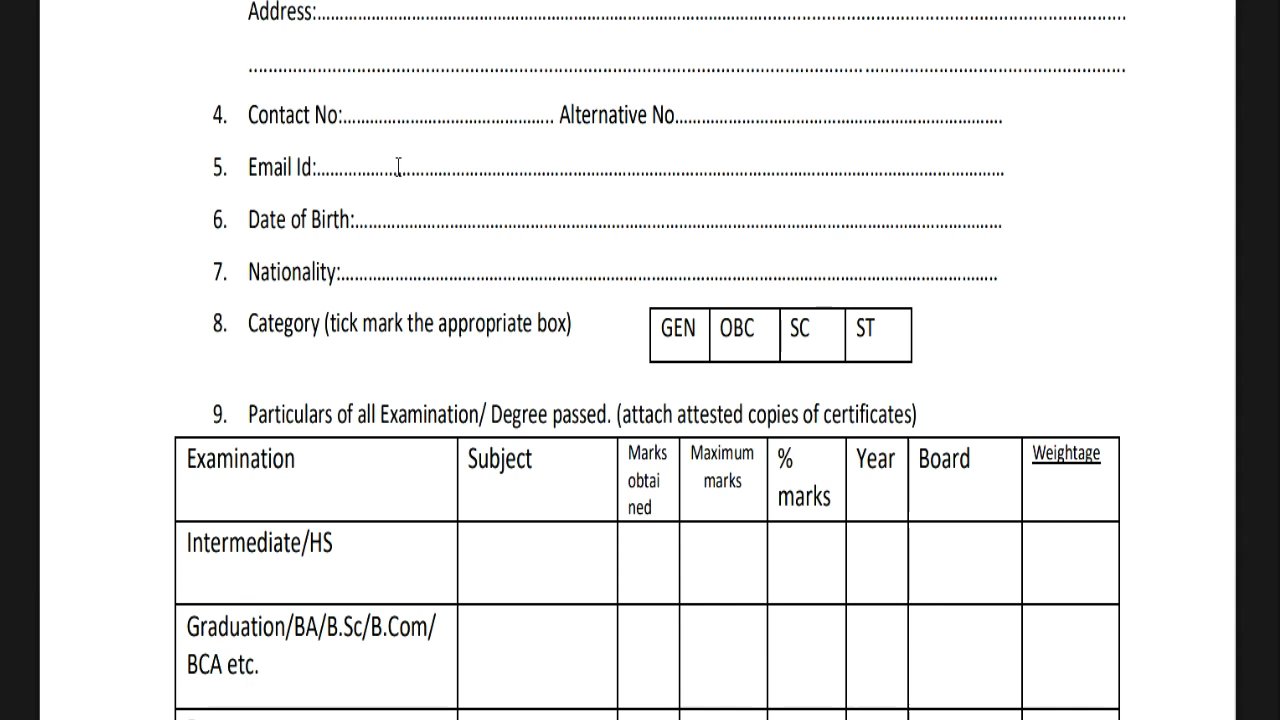 Address:....................................................................................................
....................................................................................................
4. Contact No:................................ Alternative No..................................................
5. Email Id:....................................................................................................
6. Date of Birth:....................................................................................................
7. Nationality:....................................................................................................
8. Category (tick mark the appropriate box) GEN OBC SC ST
9. Particulars of all Examination/ Degree passed. (attach attested copies of certificates)
Examination Subject Marks obtai ned Maximum marks % marks Year Board Weightage
Intermediate/HS
Graduation/BA/B.Sc/B.Com/
BCA etc.